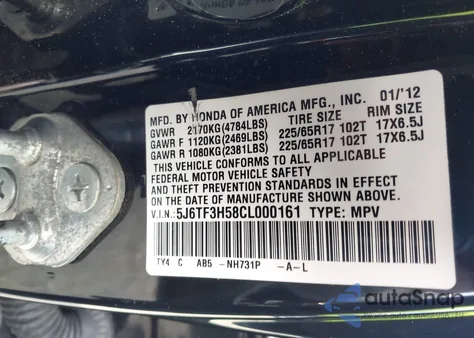 MFD. BY HONDA OF AMERICA MFG., INC. 01/'12
GVWR 2170KG(4784LBS) TIRE SIZE RIM SIZE
GAWR F 1120KG(2469LBS) 225/65R17 102T 17X6.5J
GAWR R 1080KG(2381LBS) 225/65R17 102T 17X6.5J
THIS VEHICLE CONFORMS TO ALL APPLICABLE
FEDERAL MOTOR VEHICLE SAFETY
AND THEFT PREVENTION STANDARDS IN EFFECT
ON THE DATE OF MANUFACTURE SHOWN ABOVE.
V.I.N.: 5J6TF3H58CL000161 TYPE: MPV
TY4 C AB5 -NH731P -A-L
autoSnap